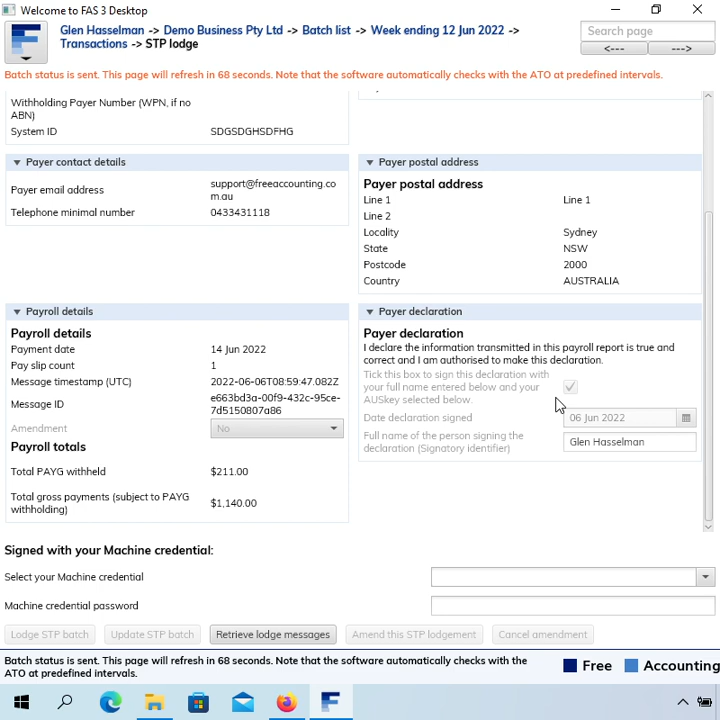 Welcome to FAS 3 Desktop
Glen Hasselman -> Demo Business Pty Ltd -> Batch list -> Week ending 12 Jun 2022 ->
Transactions -> STP lodge
Search page
<---
--->
Batch status is sent. This page will refresh in 68 seconds. Note that the software automatically checks with the ATO at predefined intervals.
Withholding Payer Number (WPN, if no
ABN)
System ID SDGSDGHSDFHG
Payer contact details
Payer email address support@freeaccounting.co
m.au
Telephone minimal number 0433431118
Payer postal address
Payer postal address
Line 1 Line 1
Line 2
Locality Sydney
State NSW
Postcode 2000
Country AUSTRALIA
Payroll details
Payroll details
Payment date 14 Jun 2022
Pay slip count 1
Message timestamp (UTC) 2022-06-06T08:59:47.082Z
Message ID e663bd3a-00f9-432c-95ce-
7d5150807a86
Amendment No
Payroll totals
Total PAYG withheld $211.00
Total gross payments (subject to PAYG
withholding) $1,140.00
Payer declaration
Payer declaration
I declare the information transmitted in this payroll report is true and
correct and I am authorised to make this declaration.
Tick this box to sign this declaration with
your full name entered below and your
AUSkey selected below.
Date declaration signed 06 Jun 2022
Full name of the person signing the
declaration (Signatory Identifier) Glen Hasselman
Signed with your Machine credential:
Select your Machine credential
Machine credential password
Lodge STP batch
Update STP batch
Retrieve lodge messages
Amend this STP lodgement
Cancel amendment
Batch status is sent. This page will refresh in 68 seconds. Note that the software automatically checks with the
ATO at predefined intervals.
Free Accounting